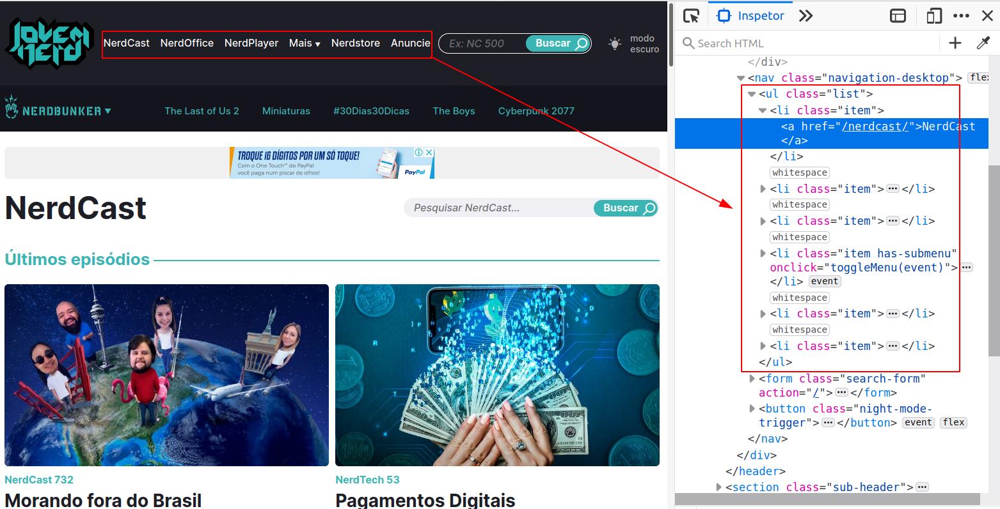 JOVEM
NERD
NerdCast NerdOffice NerdPlayer Mais ▾ Nerdstore Anuncie
Ex: NC 500 Buscar
modo
escuro
NERDBUNKER ▾
The Last of Us 2 Miniaturas #30Dias30Dicas The Boys Cyberpunk 2077
TROQUE 16 DÍGITOS POR UM SÓ TOQUE!
Com o One Touch™ do PayPal
você paga num piscar de olhos!
PayPal
NerdCast
Pesquisar NerdCast... Buscar
Últimos episódios
NerdCast 732
Morando fora do Brasil
NerdTech 53
Pagamentos Digitais
Inspetor
Search HTML
</div>
<nav class="navigation-desktop"> flex
<ul class="list">
<li class="item">
<a href="/nerdcast/">NerdCast
</a>
</li>
whitespace
<li class="item">•••</li>
whitespace
<li class="item">•••</li>
whitespace
<li class="item has-submenu"
onclick="toggleMenu(event)">•••
</li> event
whitespace
<li class="item">•••</li>
whitespace
<li class="item">•••</li>
</ul>
<form class="search-form"
action="/">•••</form>
<button class="night-mode-
trigger">•••</button> event flex
</nav>
</div>
</header>
<section class="sub-header">•••